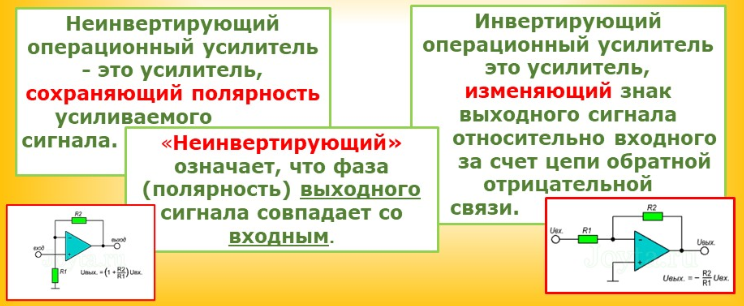 Неинвертирующий
операционный усилитель
- это усилитель,
сохраняющий полярность
усиливаемого
сигнала.
«Неинвертирующий»
означает, что фаза
(полярность) выходного
сигнала совпадает со
входным.
Инвертирующий
операционный усилитель
это усилитель,
изменяющий знак
выходного сигнала
относительно входного
за счет цепи обратной
отрицательной
связи.
R2
вход
выход
R1
Uвых. = (1 + R2/R1) Uвх.
R2
Uвх.
R1
Uвых.
Uвых. = − R2/R1 Uвх.